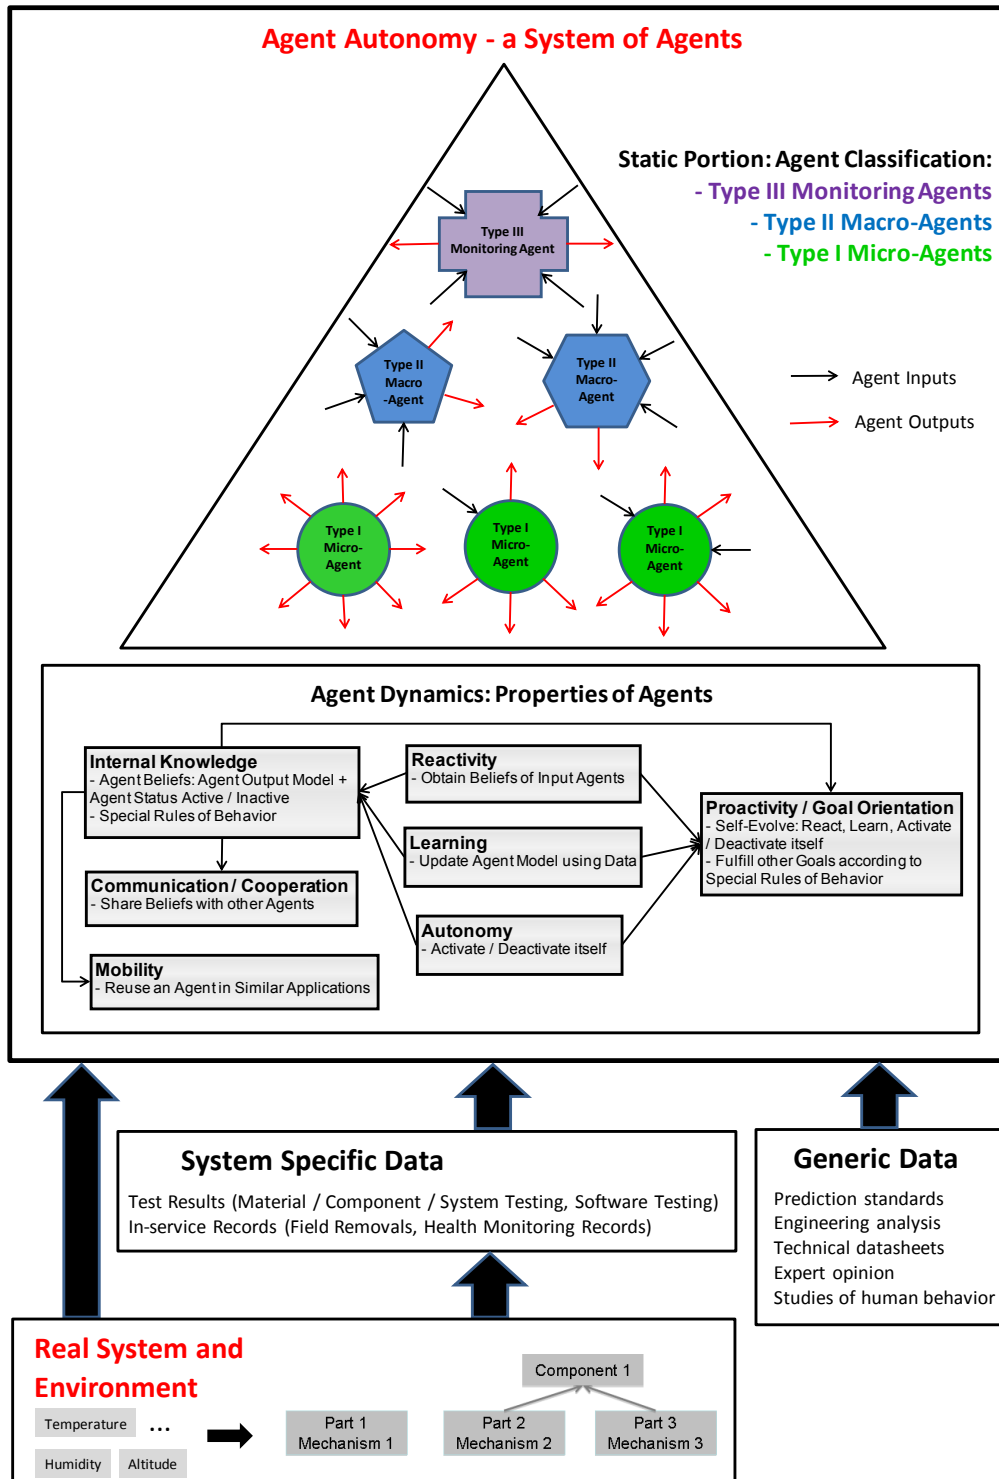 Agent Autonomy - a System of Agents
Static Portion: Agent Classification:
- Type III Monitoring Agents
- Type II Macro-Agents
- Type I Micro-Agents
Type III
Monitoring Agent
Type II
Macro
-Agent
Type II
Macro-
Agent
Agent Inputs
Agent Outputs
Type I
Micro-
Agent
Type I
Micro-
Agent
Type I
Micro-
Agent
Agent Dynamics: Properties of Agents
Internal Knowledge
- Agent Beliefs: Agent Output Model +
Agent Status Active / Inactive
- Special Rules of Behavior
Communication / Cooperation
- Share Beliefs with other Agents
Mobility
- Reuse an Agent in Similar Applications
Reactivity
- Obtain Beliefs of Input Agents
Learning
- Update Agent Model using Data
Autonomy
- Activate / Deactivate itself
Proactivity / Goal Orientation
- Self-Evolve: React, Learn, Activate
/ Deactivate itself
- Fulfill other Goals according to
Special Rules of Behavior
System Specific Data
Test Results (Material / Component / System Testing, Software Testing)
In-service Records (Field Removals, Health Monitoring Records)
Generic Data
Prediction standards
Engineering analysis
Technical datasheets
Expert opinion
Studies of human behavior
Real System and
Environment
Temperature ...
Humidity Altitude
Component 1
Part 1
Mechanism 1
Part 2
Mechanism 2
Part 3
Mechanism 3